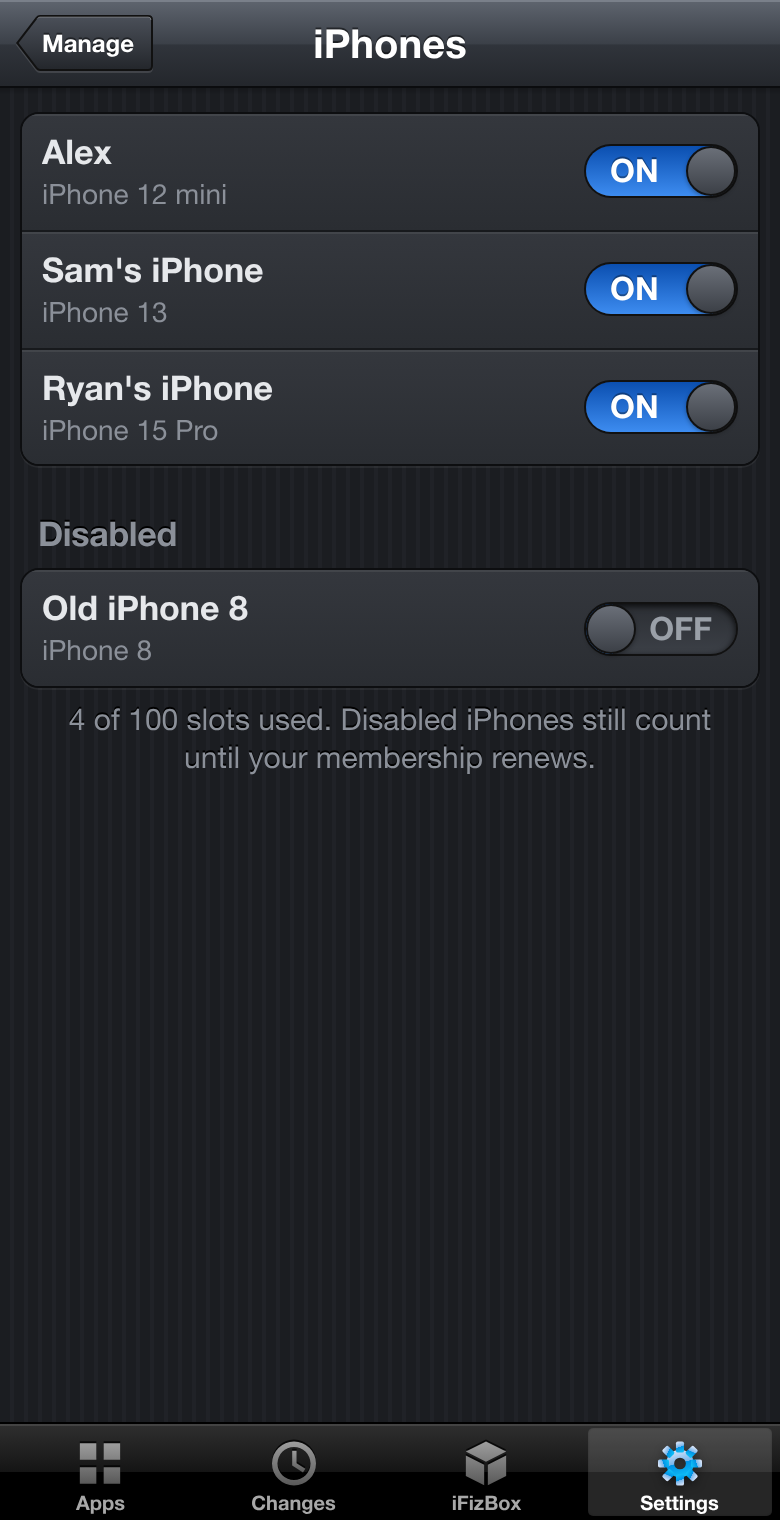 Manage
iPhones
Alex
iPhone 12 mini
ON
Sam's iPhone
iPhone 13
ON
Ryan's iPhone
iPhone 15 Pro
ON
Disabled
Old iPhone 8
iPhone 8
OFF
4 of 100 slots used. Disabled iPhones still count
until your membership renews.
Apps
Changes
iFizBox
Settings